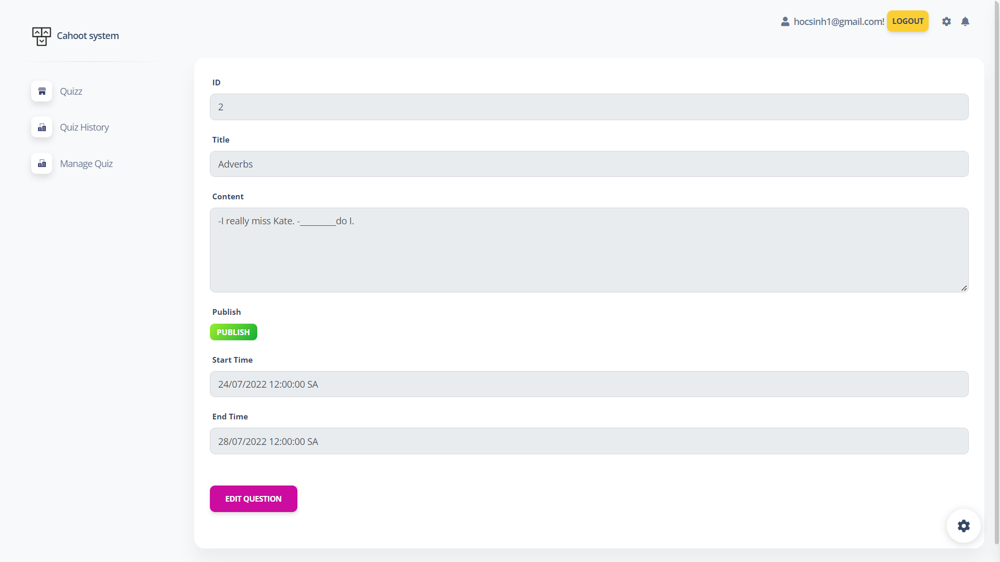 Cahoot system
hocsinh1@gmail.com! LOGOUT
Quizz
Quiz History
Manage Quiz
ID
2
Title
Adverbs
Content
-I really miss Kate. -_________do I.
Publish
PUBLISH
Start Time
24/07/2022 12:00:00 SA
End Time
28/07/2022 12:00:00 SA
EDIT QUESTION